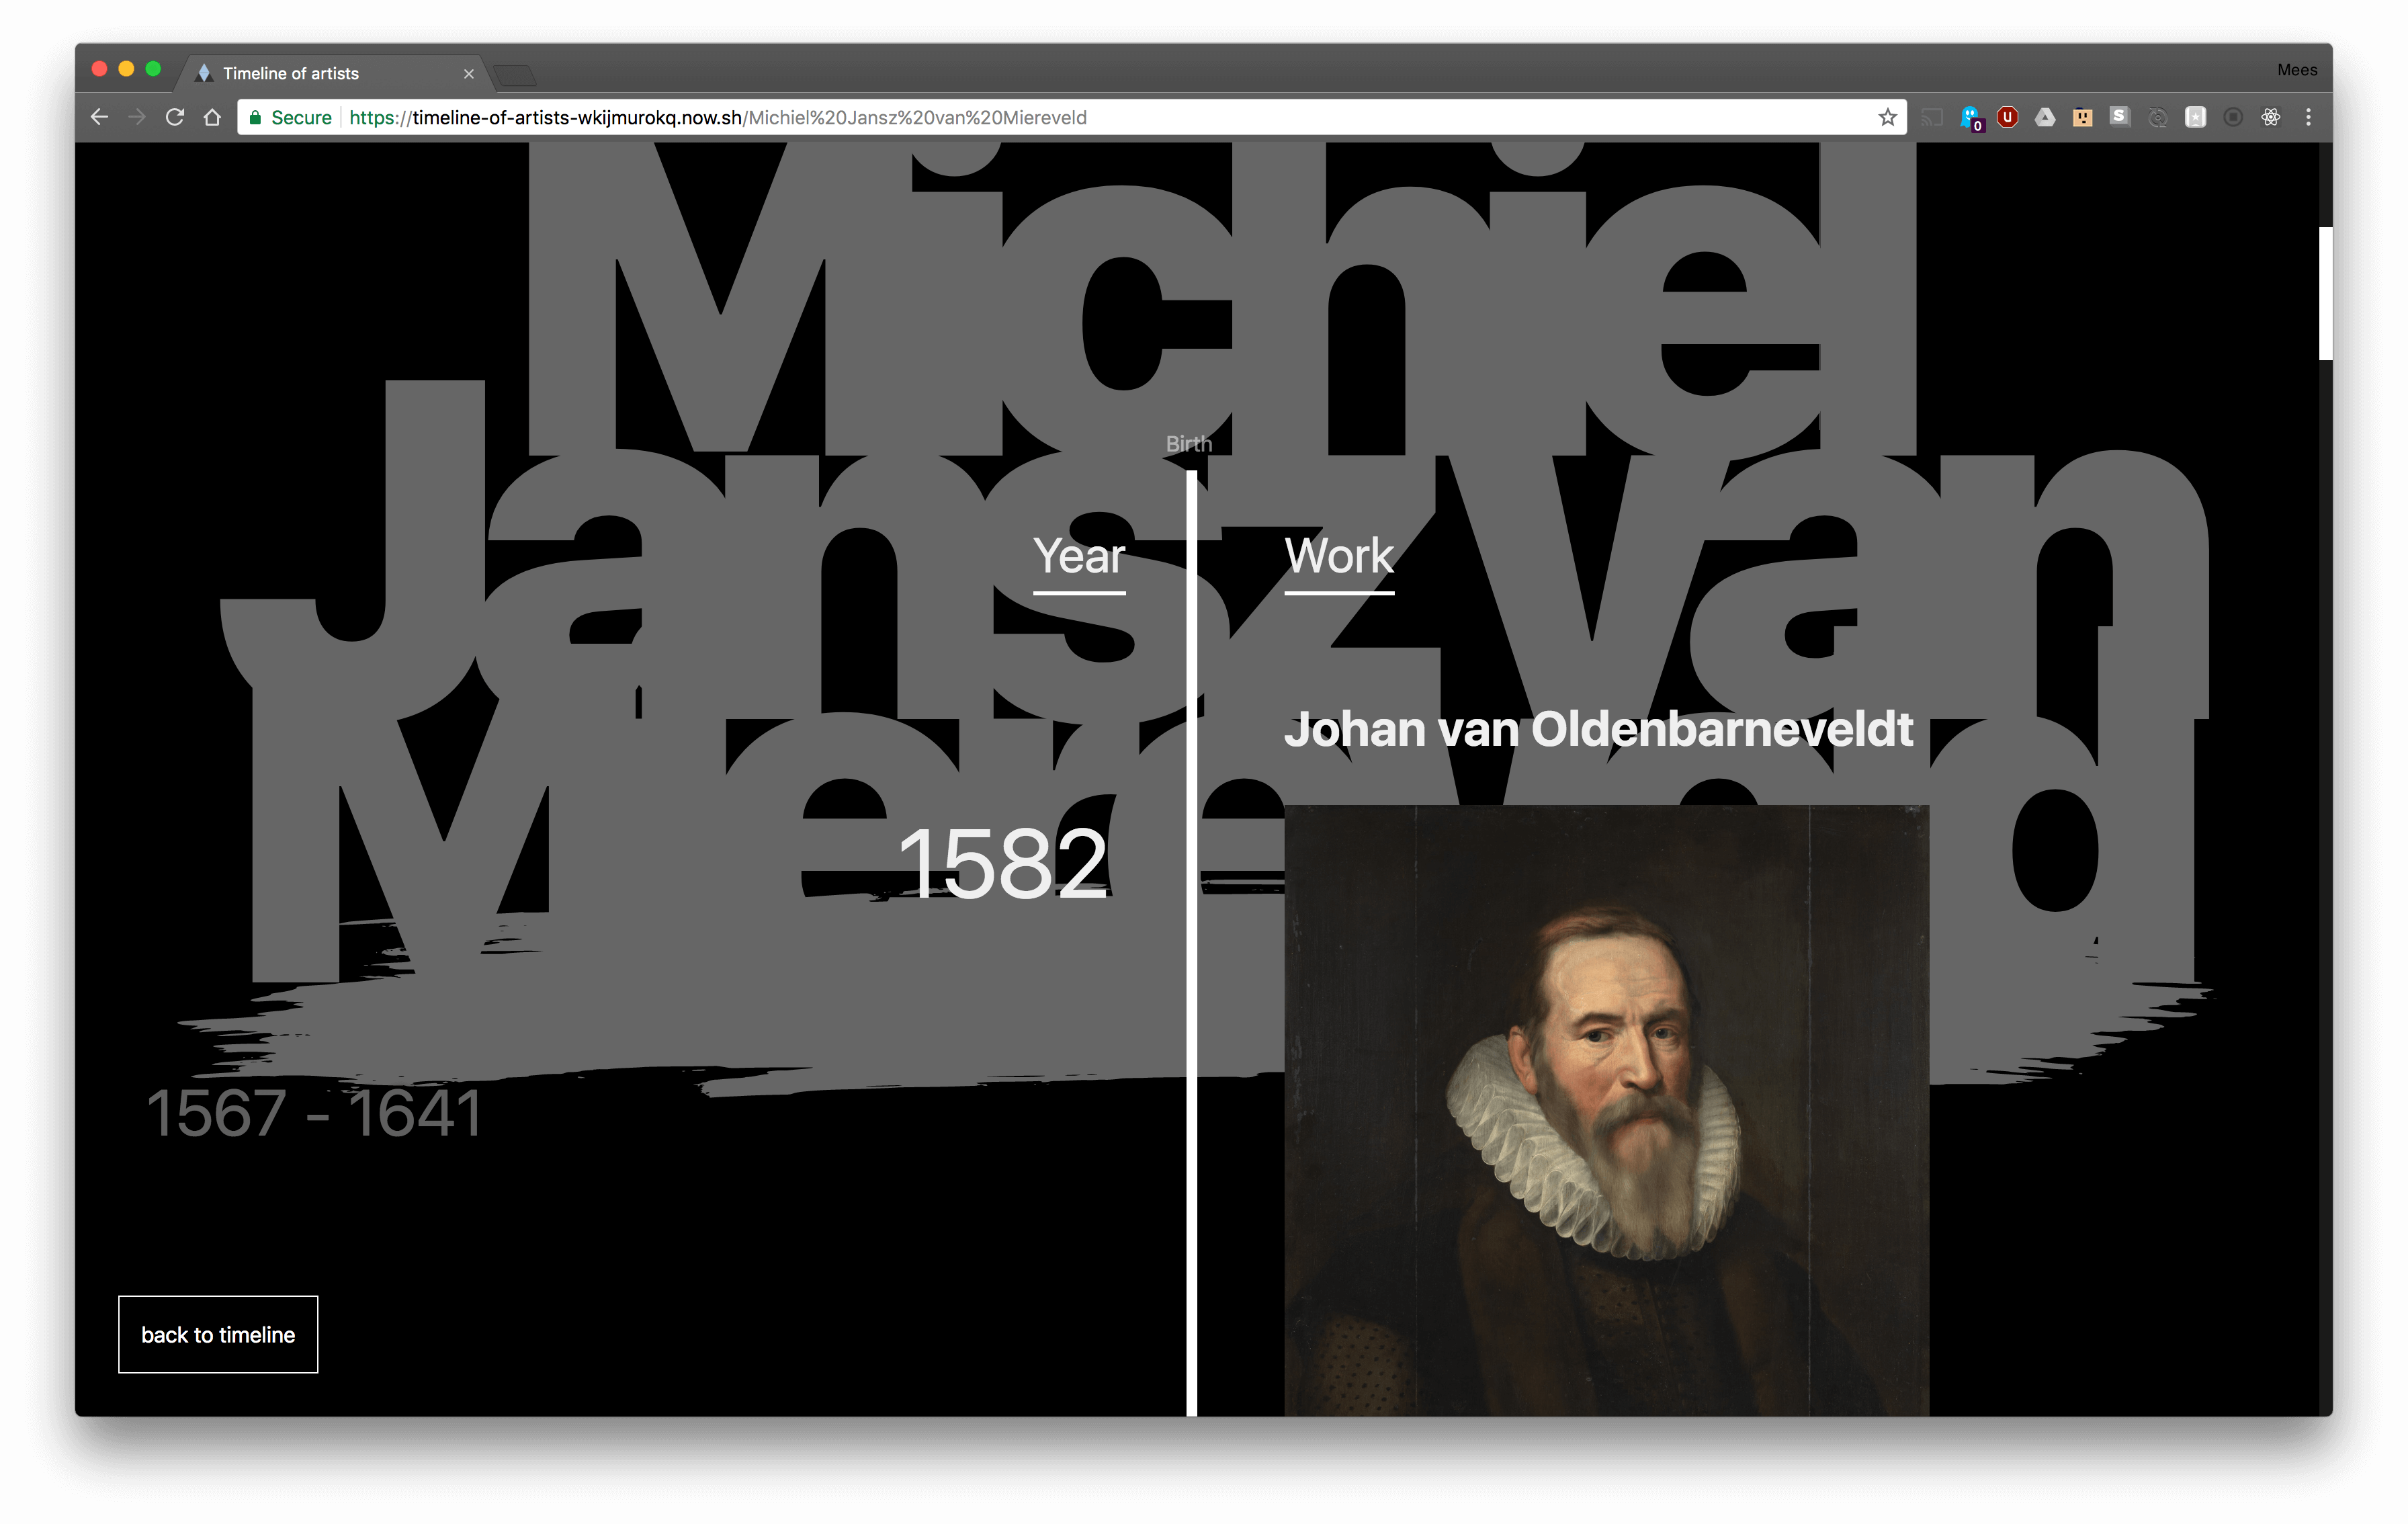 Timeline of artists
Mees
Secure https://timeline-of-artists-wkijmurokq.now.sh/Michiel%20Jansz%20van%20Miereveld
0
U
S
Michiel
Jansz van
Miereveld
Birth
Year
Work
Johan van Oldenbarneveldt
1582
1567 - 1641
back to timeline